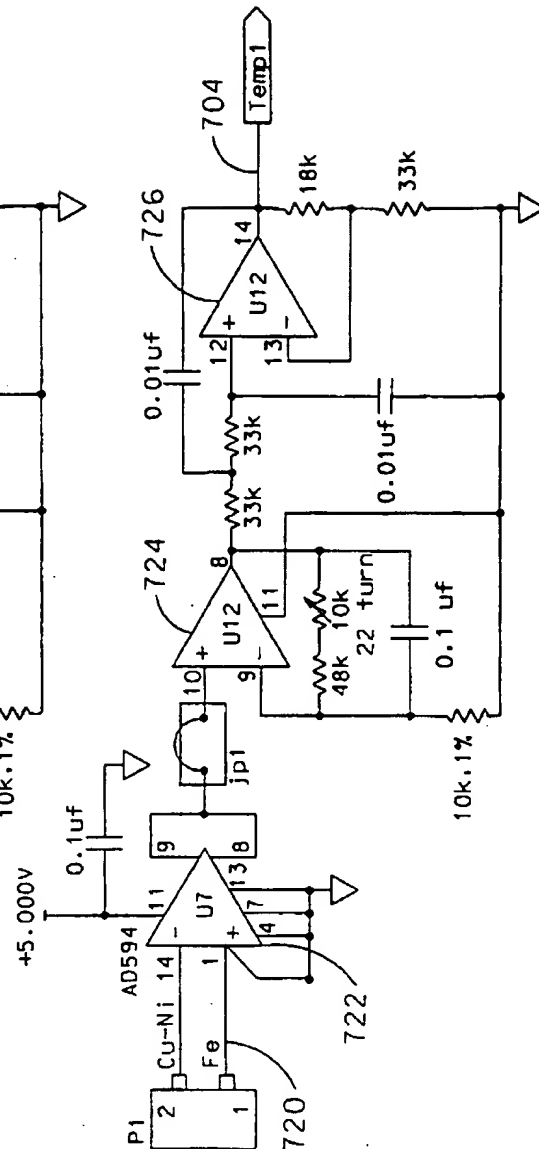 10k.1%
+5.000V
0.1uf
P1
2
1
Cu-Ni
Fe
14
1
720
AD594
11
-
U7
+
9
8
13
7
4
722
jp1
10
9
+
-
U12
724
8
11
48k
10k
22 turn
0.1 uf
10k.1%
33k
33k
0.01uf
0.01uf
12
13
+
-
U12
726
14
18k
33k
704
Temp1